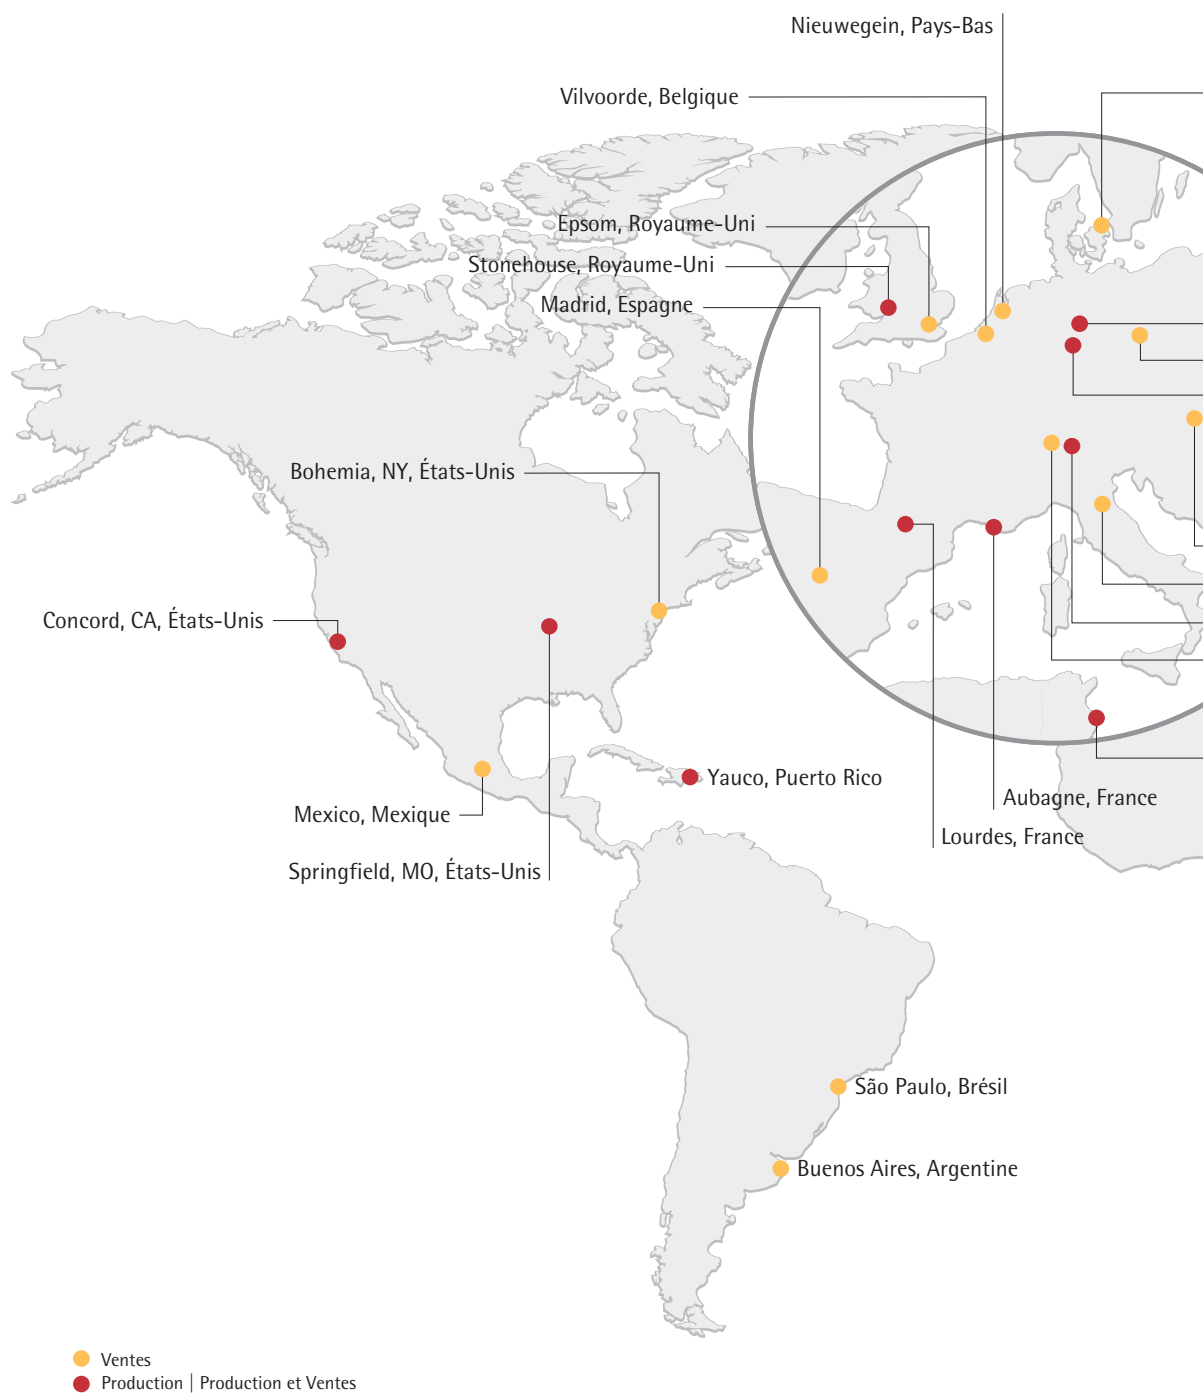 Nieuwegein, Pays-Bas
Vilvoorde, Belgique
Epsom, Royaume-Uni
Stonehouse, Royaume-Uni
Madrid, Espagne
Bohemia, NY, États-Unis
Concord, CA, États-Unis
Yauco, Puerto Rico
Aubagne, France
Mexico, Mexique
Lourdes, France
Springfield, MO, États-Unis
São Paulo, Brésil
Buenos Aires, Argentine
Ventes
Production | Production et Ventes